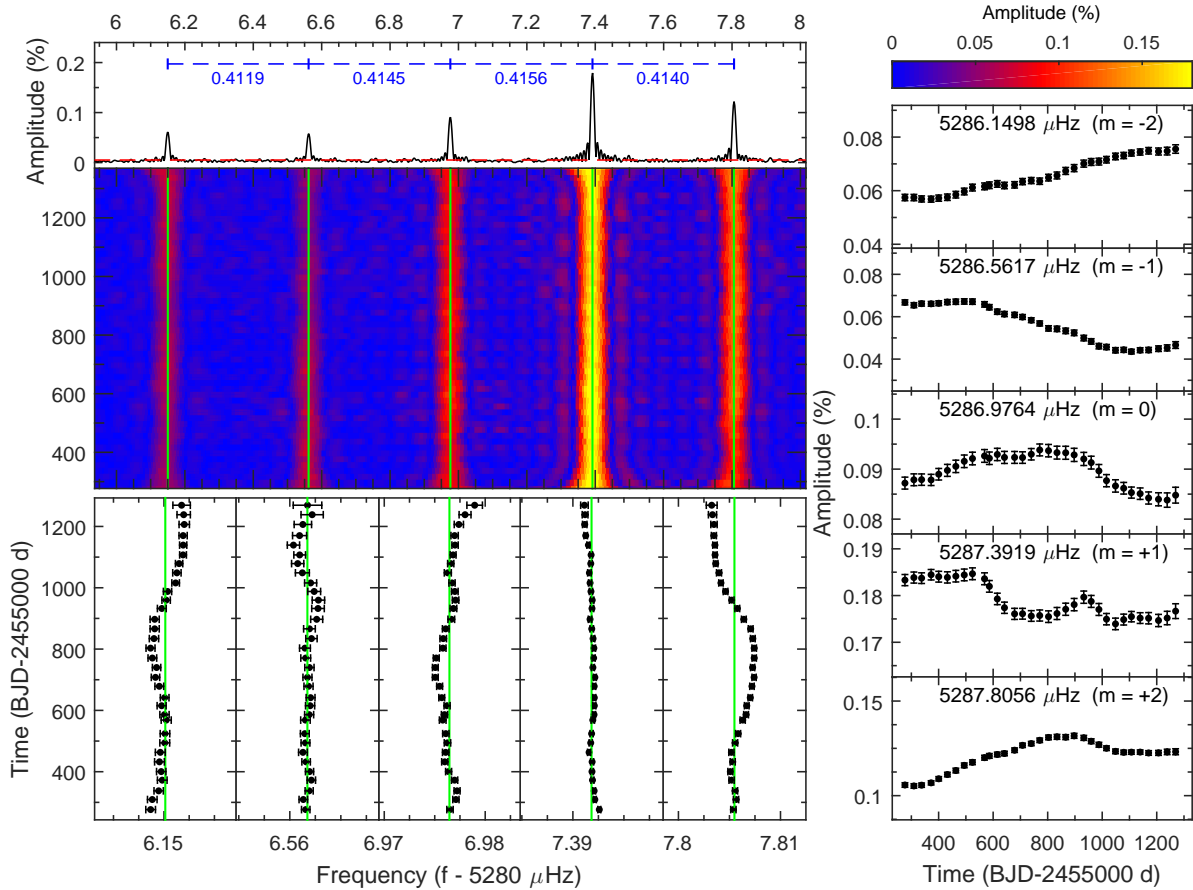 6 6.2 6.4 6.6 6.8 7 7.2 7.4 7.6 7.8 8
Amplitude (%)
0.2
0.1
0
0.4119 0.4145 0.4156 0.4140
1200
1000
800
600
400
1200
1000
800
600
400
Time (BJD-2455000 d)
6.15 6.56 6.97 6.98 7.39 7.8 7.81
Frequency (f - 5280 μHz)
Amplitude (%)
0 0.05 0.1 0.15
5286.1498 μHz (m = -2)
0.08
0.06
0.04
5286.5617 μHz (m = -1)
0.08
0.06
0.04
5286.9764 μHz (m = 0)
0.1
0.09
0.08
5287.3919 μHz (m = +1)
0.19
0.18
0.17
5287.8056 μHz (m = +2)
0.15
0.1
Amplitude (%)
400 600 800 1000 1200
Time (BJD-2455000 d)